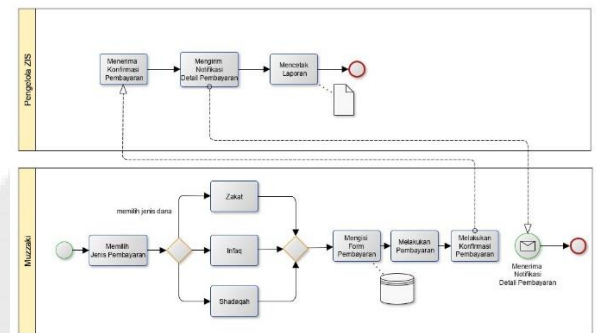 Pengelola ZIS
Menerima
Konfirmasi
Pembayaran
Mengirim
Notifikasi
Detail Pembayaran
Mencetak
Laporan
Muzzaki
memilih jenis dana
Memilih
Jenis Pembayaran
Zakat
Infaq
Shadaqah
Mengisi
Form
Pembayaran
Melakukan
Pembayaran
Melakukan
Konfirmasi
Pembayaran
Menerima
Notifikasi
Detail Pembayaran